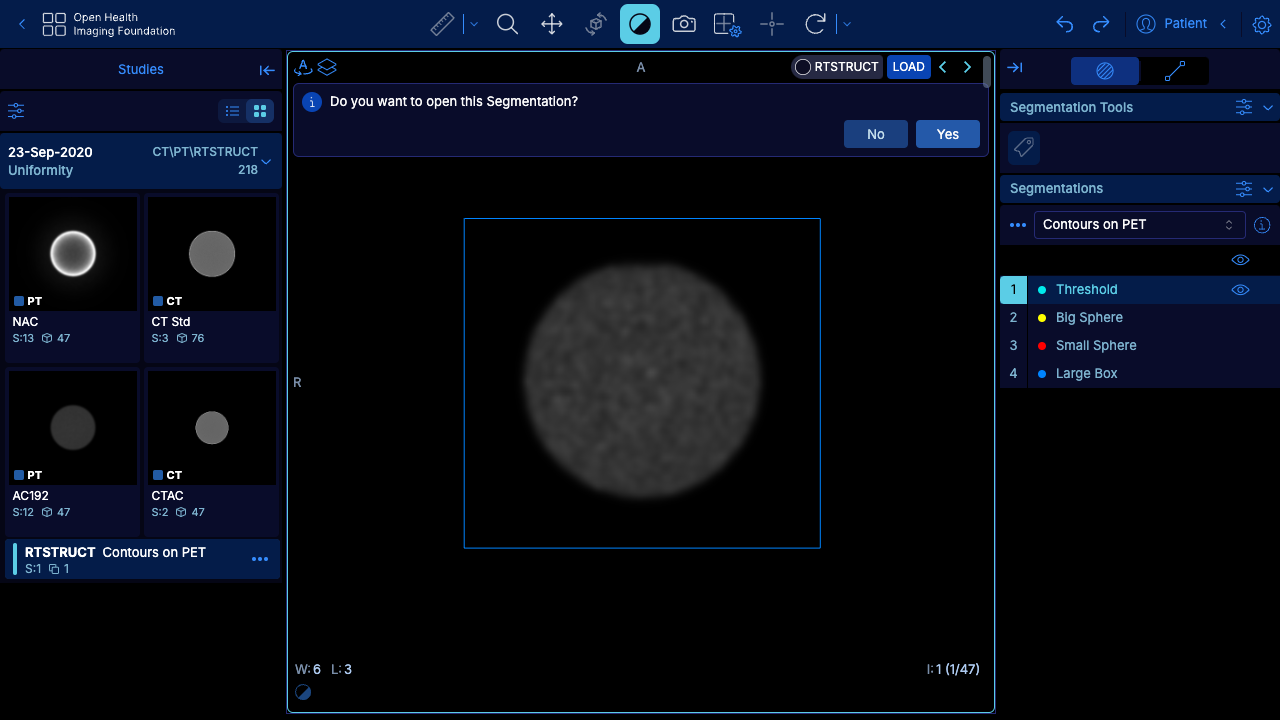 Open Health
Imaging Foundation
Patient
Studies
23-Sep-2020
CT\PT\RTSTRUCT
Uniformity
218
PT
NAC
S:13 47
CT
CT Std
S:3 76
PT
AC192
S:12 47
CT
CTAC
S:2 47
RTSTRUCT Contours on PET
S:1 1
A
RTSTRUCT
LOAD
Do you want to open this Segmentation?
No
Yes
R
W: 6 L: 3
I: 1 (1/47)
Segmentation Tools
Segmentations
Contours on PET
1 Threshold
2 Big Sphere
3 Small Sphere
4 Large Box